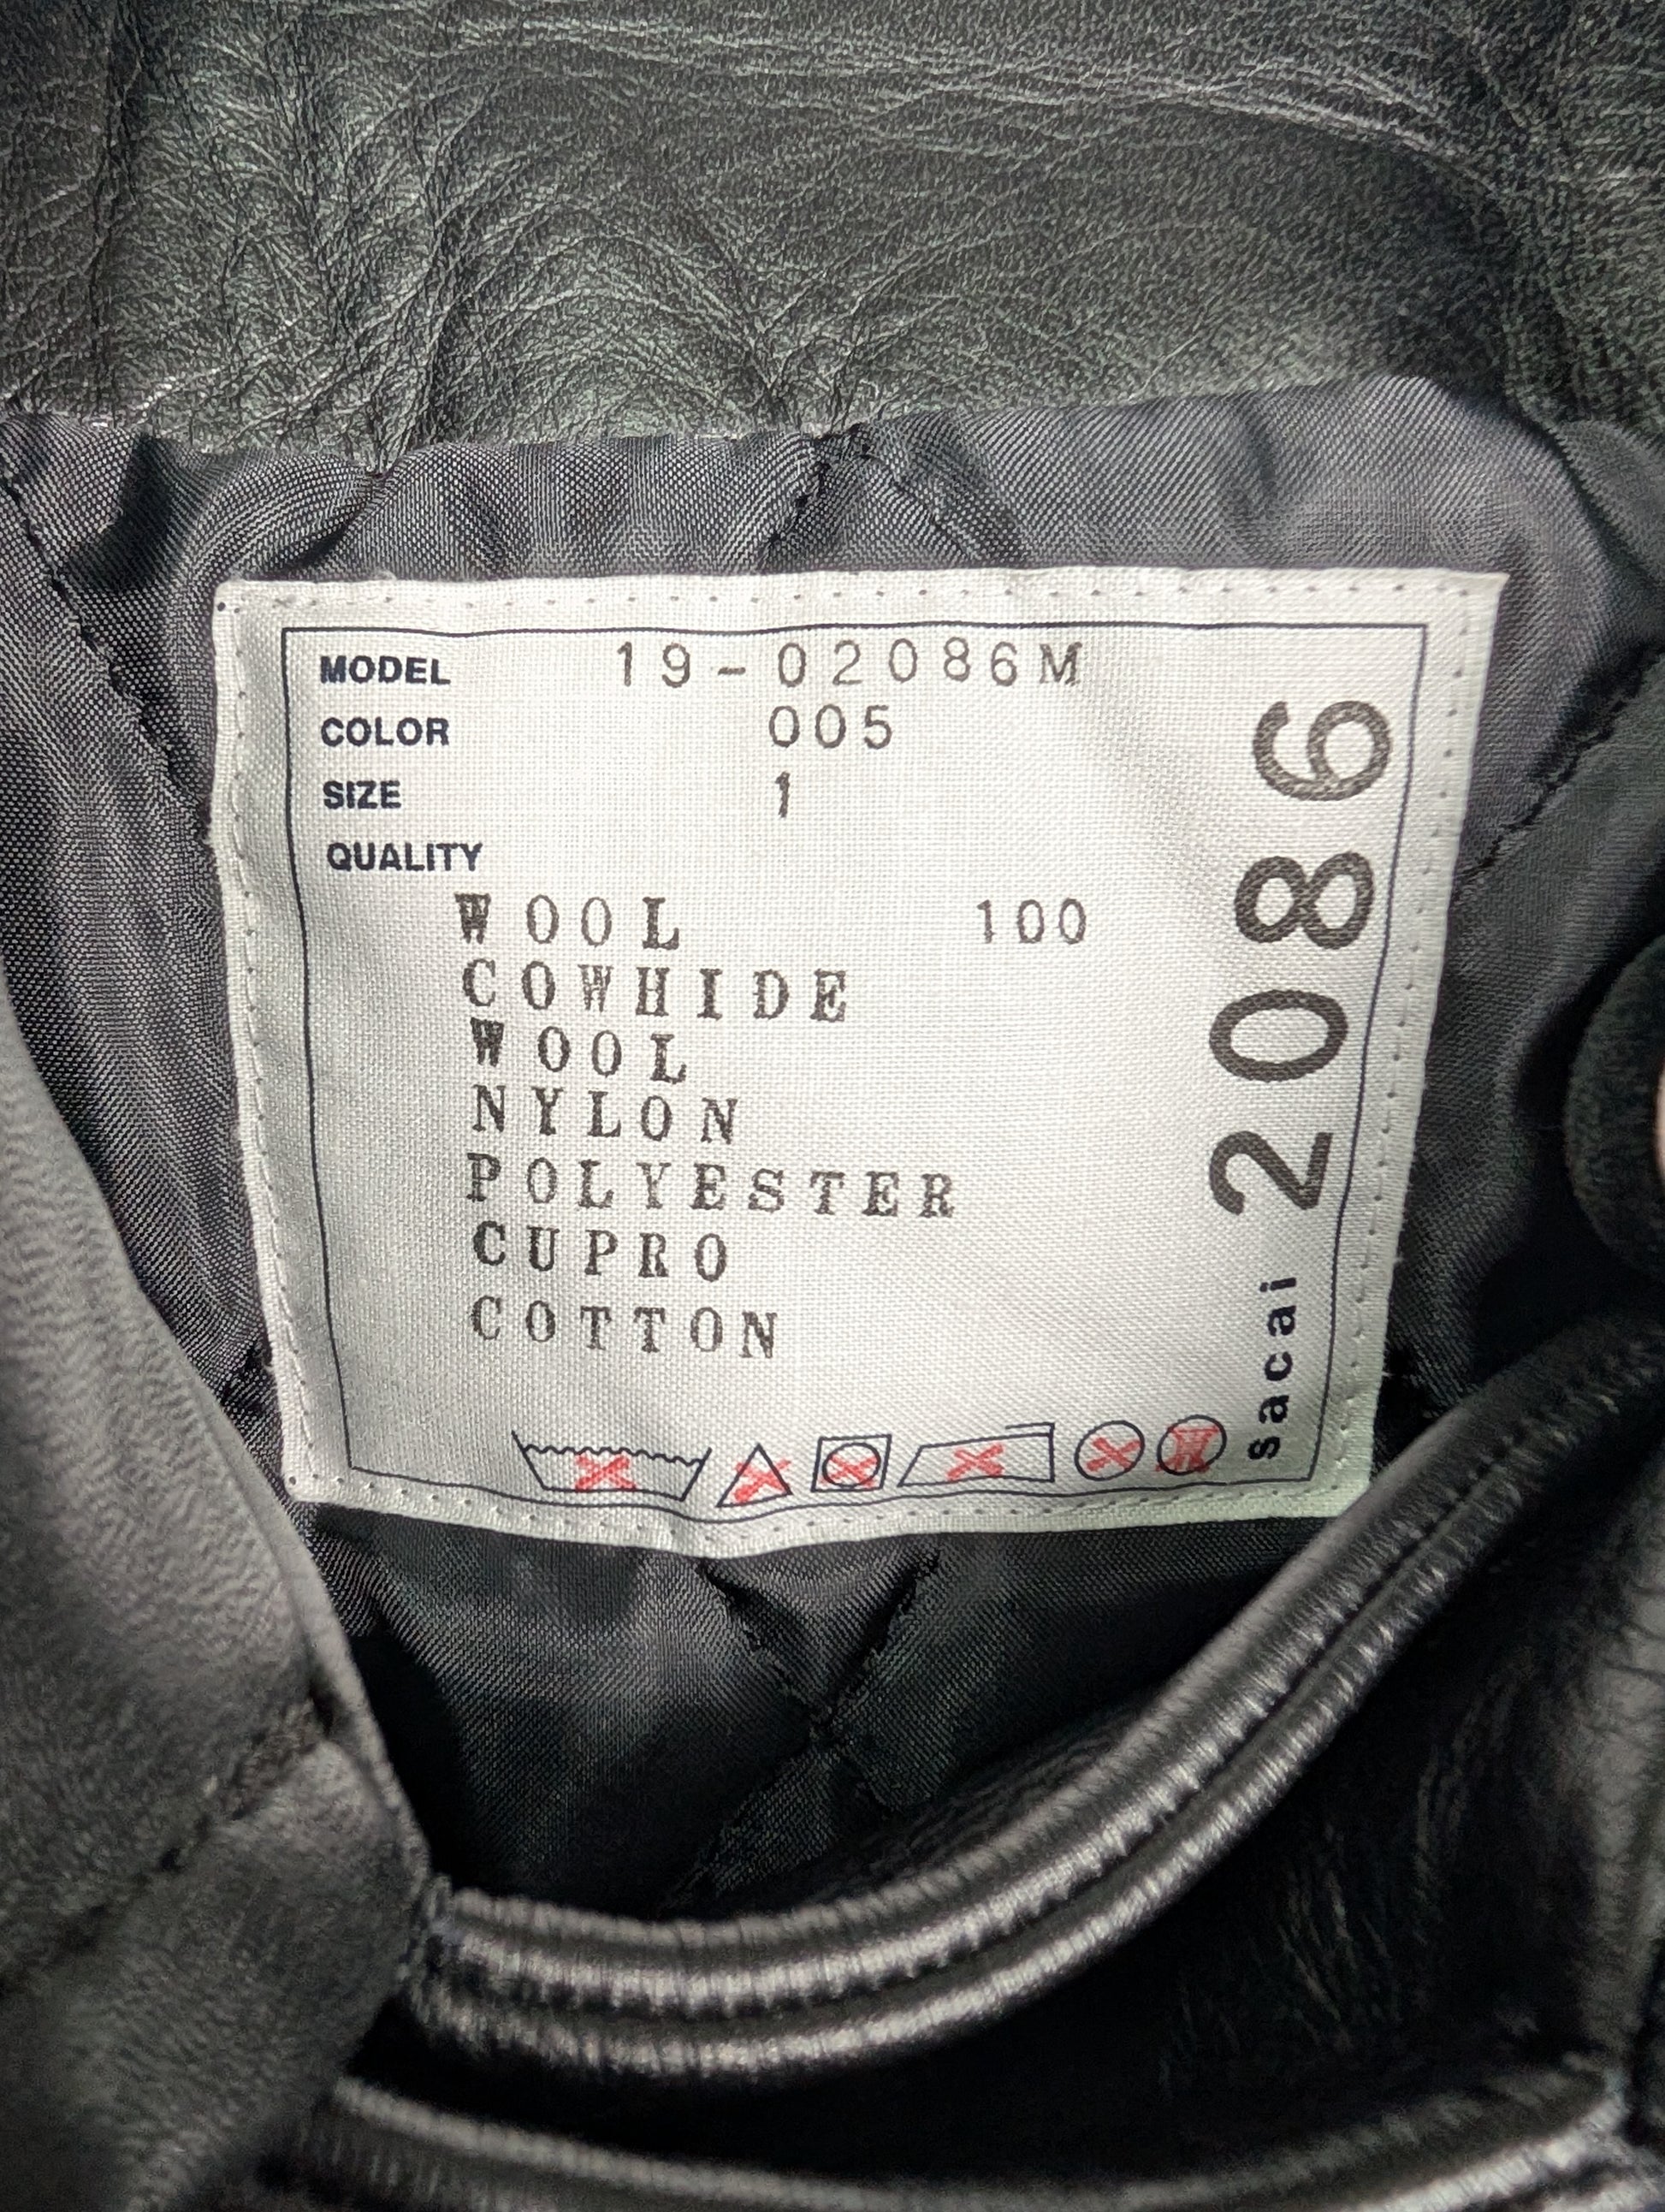 MODEL 19-02086M
COLOR 005
SIZE 1
QUALITY
WOOL 100
COWHIDE
WOOL
NYLON
POLYESTER
CUPRO
COTTON
sacai 2086